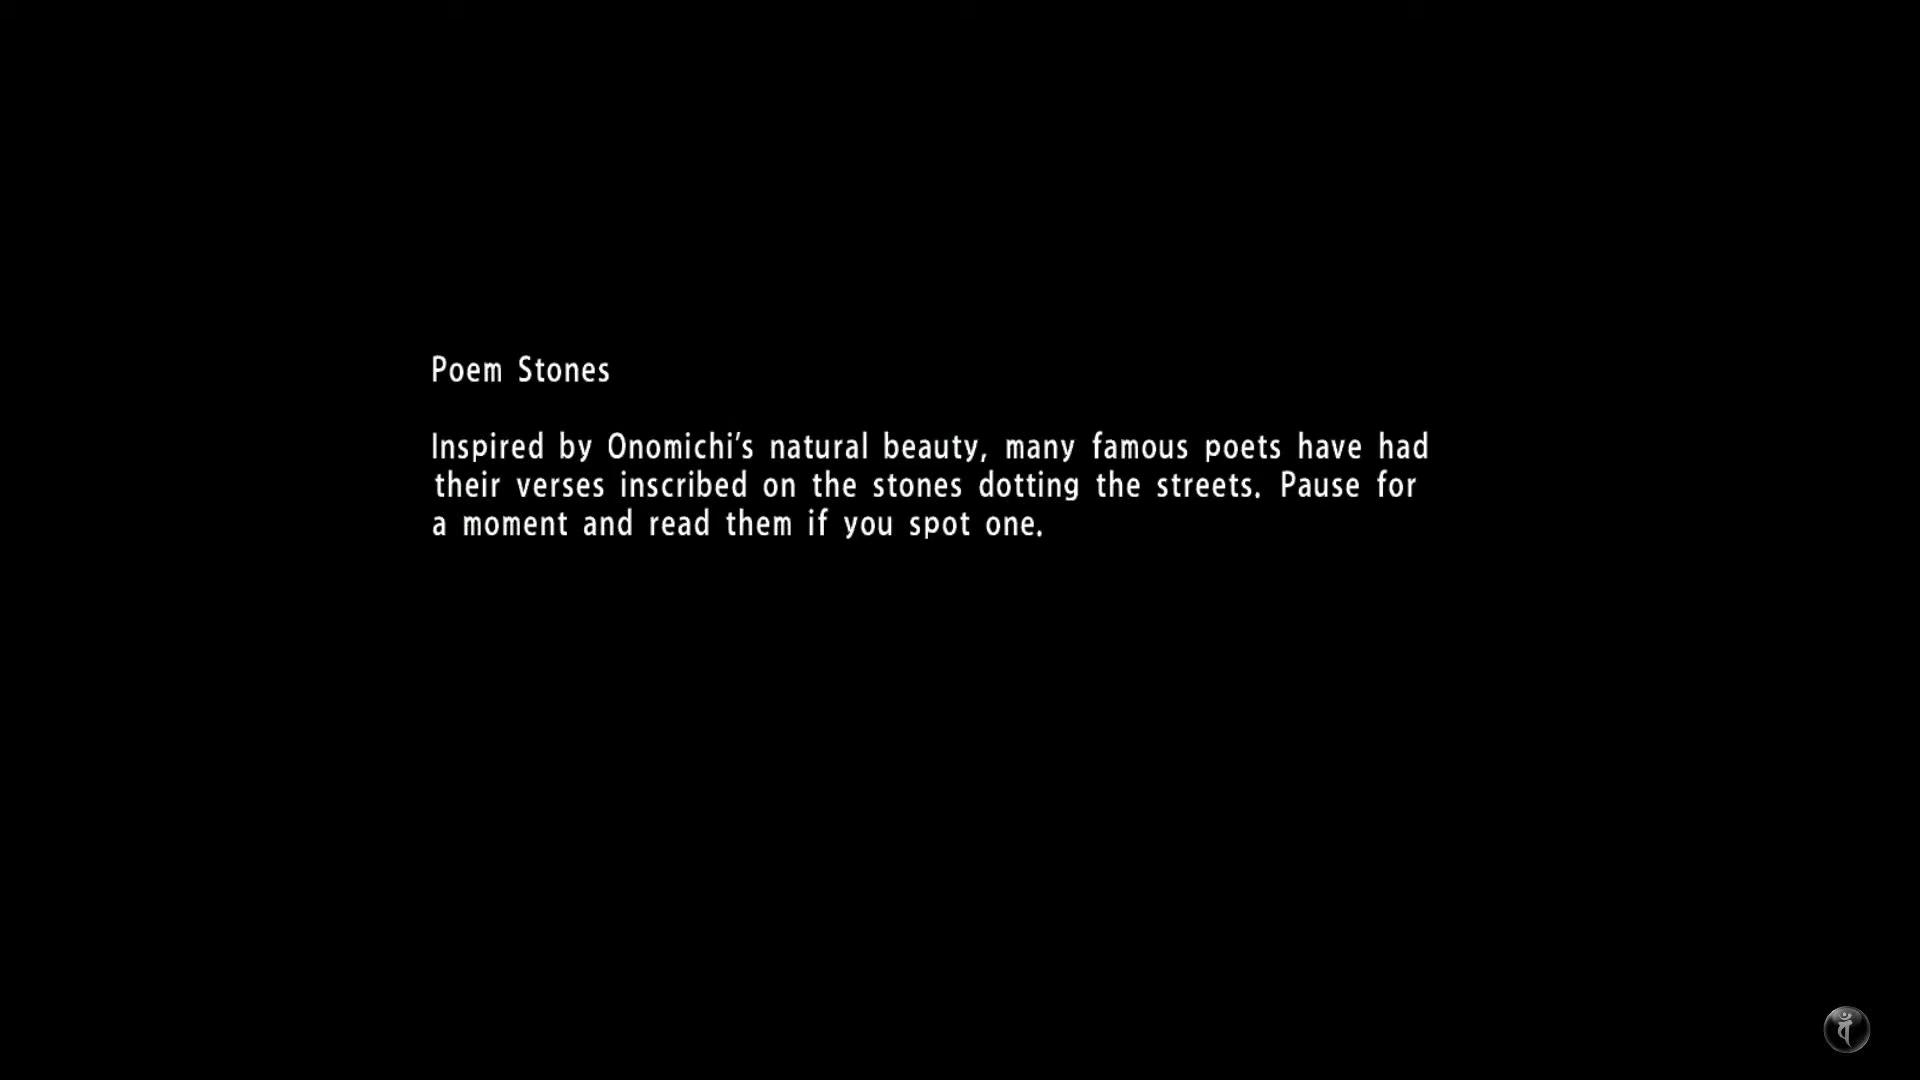 Poem Stones
Inspired by Onomichi's natural beauty, many famous poets have had
their verses inscribed on the stones dotting the streets. Pause for
a moment and read them if you spot one.